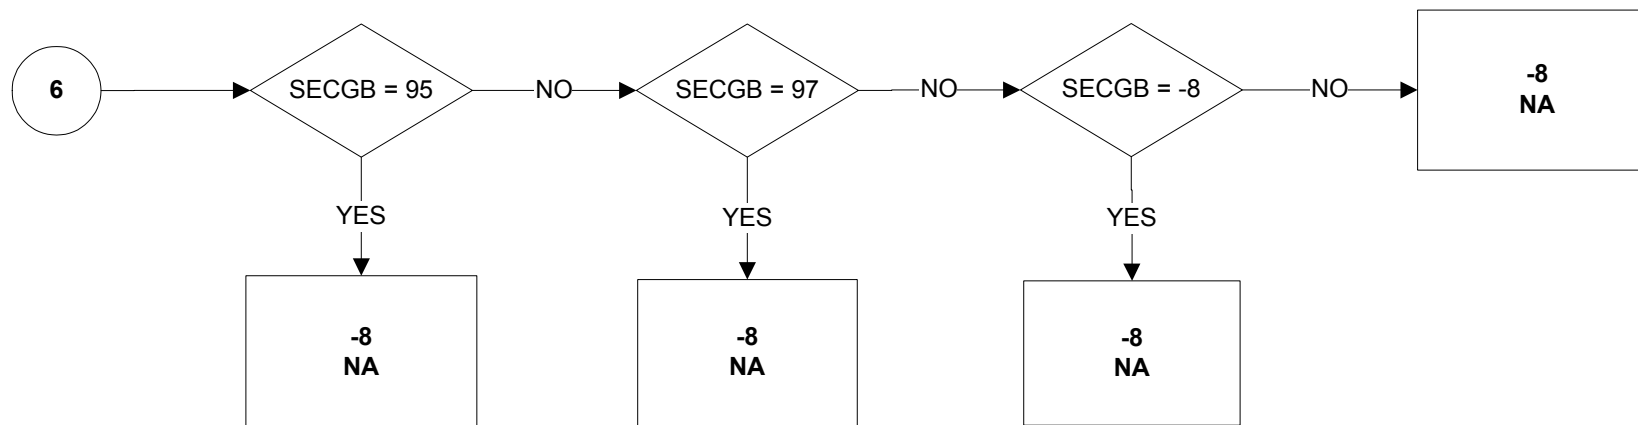 6
SECGB = 95
NO
SECGB = 97
NO
SECGB = -8
NO
-8
NA
YES
YES
YES
-8
NA
-8
NA
-8
NA